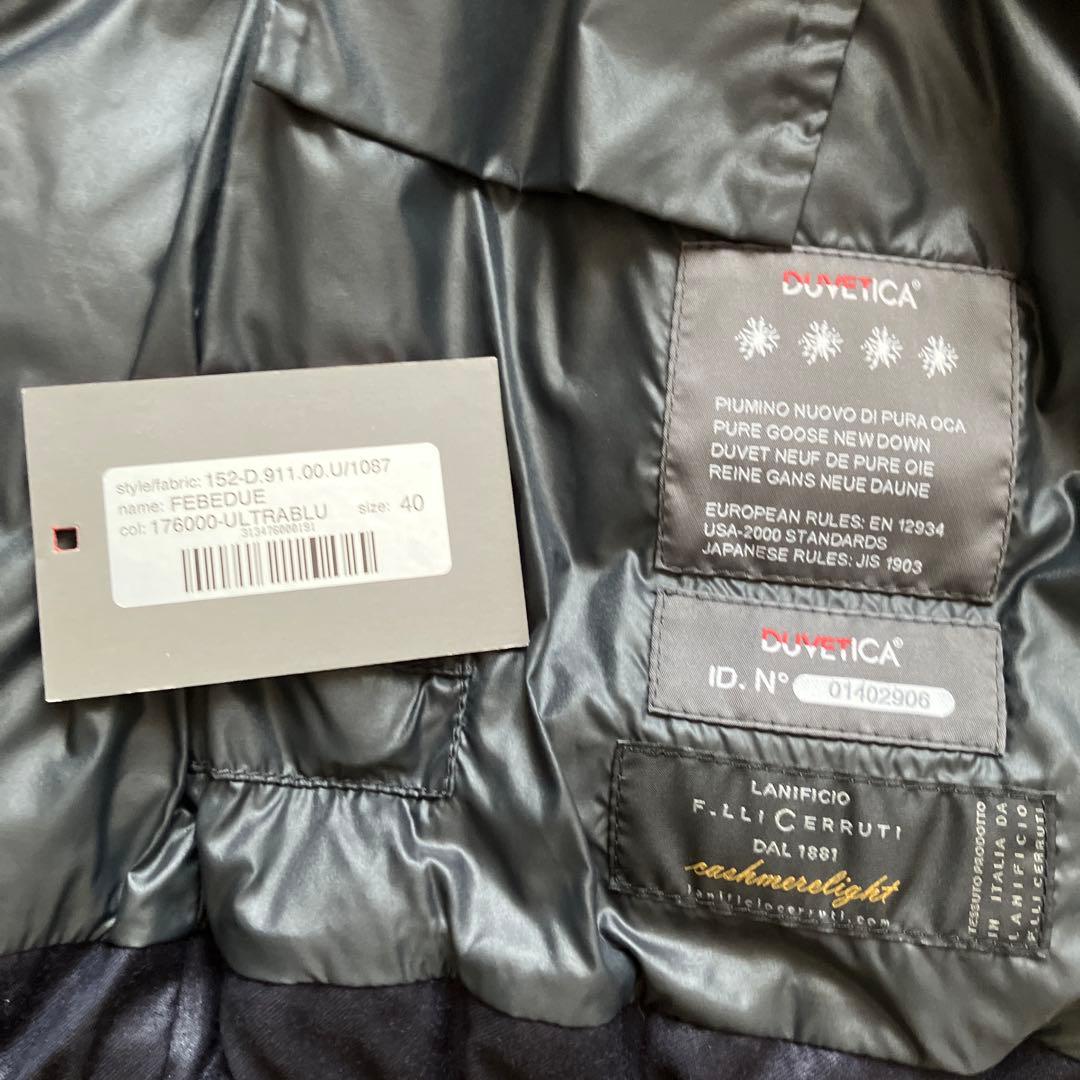 style/fabric: 152-D.911.00.U/1087
name: FEBEDUE
col: 176000-ULTRABLU size: 40
313476000191
DUVETICA®
PIUMINO NUOVO DI PURA OCA
PURE GOOSE NEW DOWN
DUVET NEUF DE PURE OIE
REINE GANS NEUE DAUNE
EUROPEAN RULES: EN 12934
USA-2000 STANDARDS
JAPANESE RULES: JIS 1903
DUVETICA®
ID. N° 01402906
LANIFICIO
F.LLI CERRUTI
DAL 1881
cashmerelight
lanificiocerruti.com
TESSUTO PRODOTTO
IN ITALIA DA
LANIFICIO
F.LLI CERRUTI